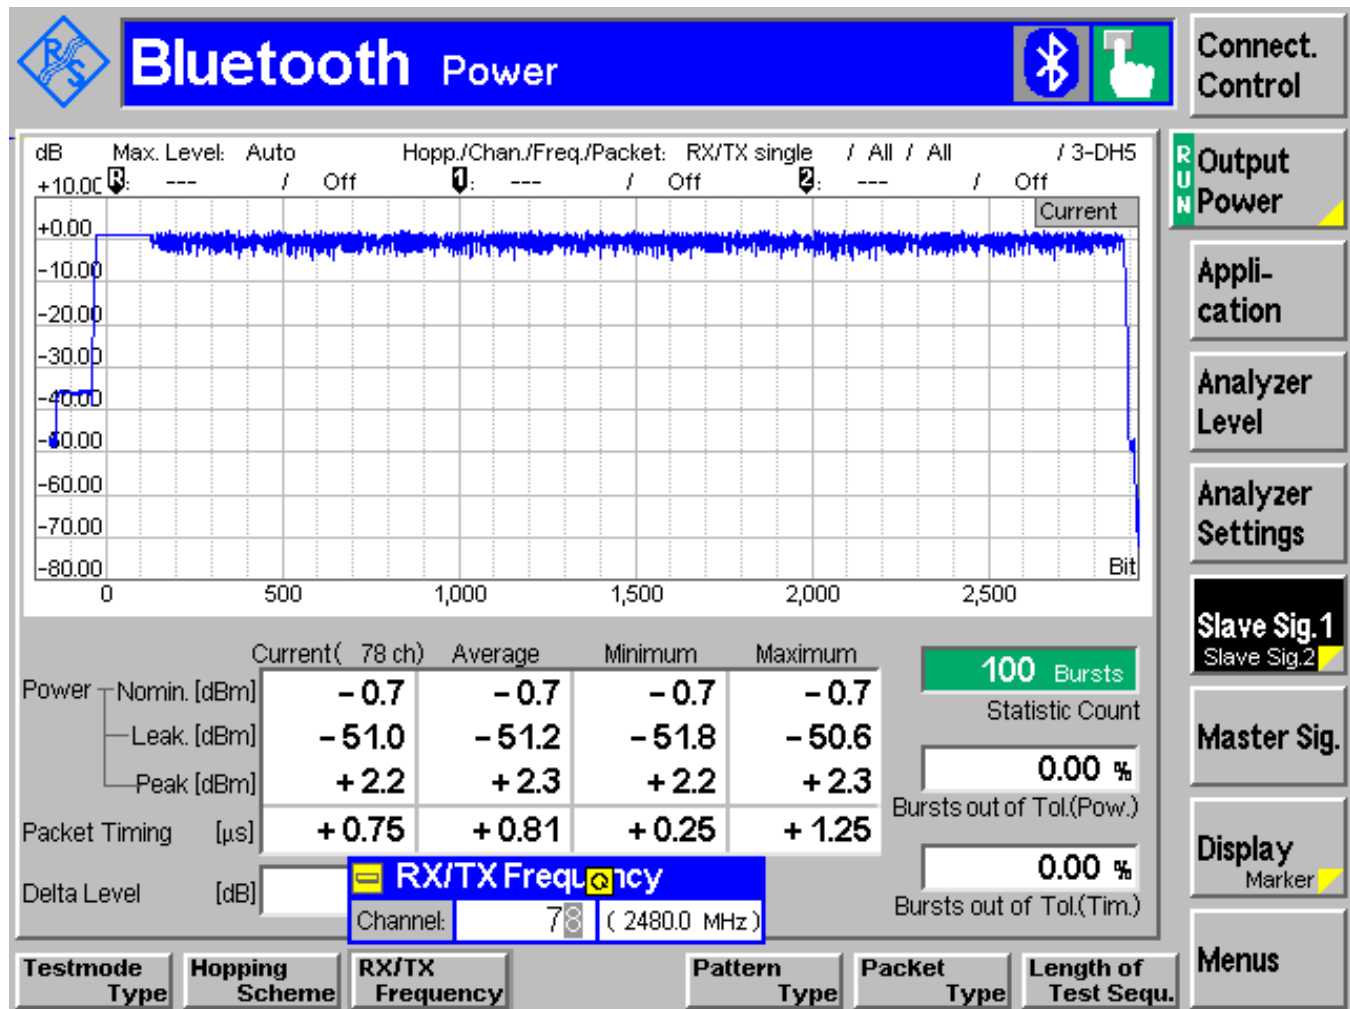 R&S
Bluetooth Power
Connect. Control
dB Max. Level: Auto Hopp./Chan./Freq./Packet: RX/TX single / All / All / 3-DH5
R: --- / Off 1: --- / Off 2: --- / Off
Current
+10.00
+0.00
-10.00
-20.00
-30.00
-40.00
-50.00
-60.00
-70.00
-80.00
Bit
0 500 1,000 1,500 2,000 2,500
RUN
Output Power
Appli-
cation
Analyzer Level
Analyzer Settings
Slave Sig.1
Slave Sig.2
Master Sig.
Display
Marker
Menus
Current( 78 ch) Average Minimum Maximum
Power Nomin. [dBm] -0.7 -0.7 -0.7 -0.7
Leak. [dBm] -51.0 -51.2 -51.8 -50.6
Peak [dBm] +2.2 +2.3 +2.2 +2.3
Packet Timing [µs] +0.75 +0.81 +0.25 +1.25
Delta Level [dB]
100 Bursts
Statistic Count
0.00 %
Bursts out of Tol.(Pow.)
0.00 %
Bursts out of Tol.(Tim.)
RX/TX Frequency
Channel: 78 ( 2480.0 MHz )
Testmode Type
Hopping Scheme
RX/TX Frequency
Pattern Type
Packet Type
Length of Test Sequ.